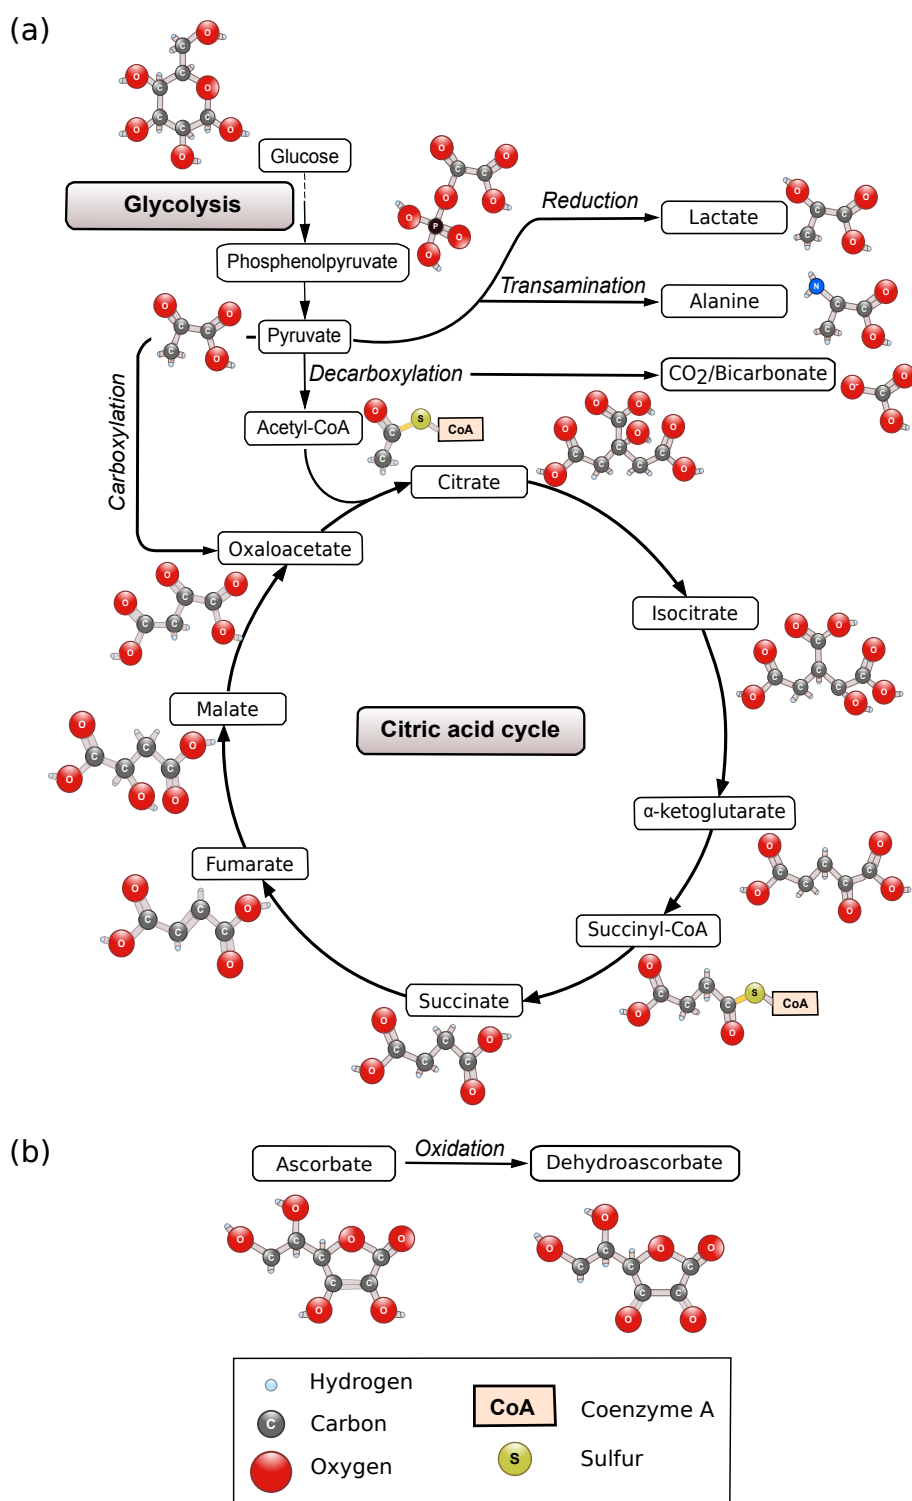 (a)
Glucose
Glycolysis
Phosphenolpyruvate
Reduction
Lactate
Transamination
Alanine
Pyruvate
Decarboxylation
CO2/Bicarbonate
Carboxylation
Acetyl-CoA
S
CoA
Citrate
Oxaloacetate
Isocitrate
Malate
Citric acid cycle
α-ketoglutarate
Fumarate
Succinyl-CoA
S
CoA
Succinate
(b)
Ascorbate
Oxidation
Dehydroascorbate
Hydrogen
C Carbon
O Oxygen
CoA Coenzyme A
S Sulfur